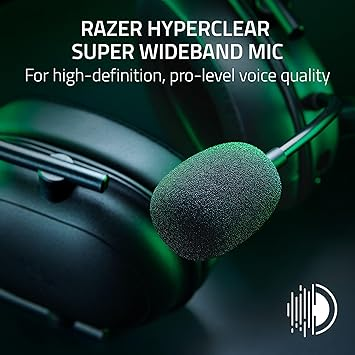 RAZER HYPERCLEAR
SUPER WIDEBAND MIC
For high-definition, pro-level voice quality